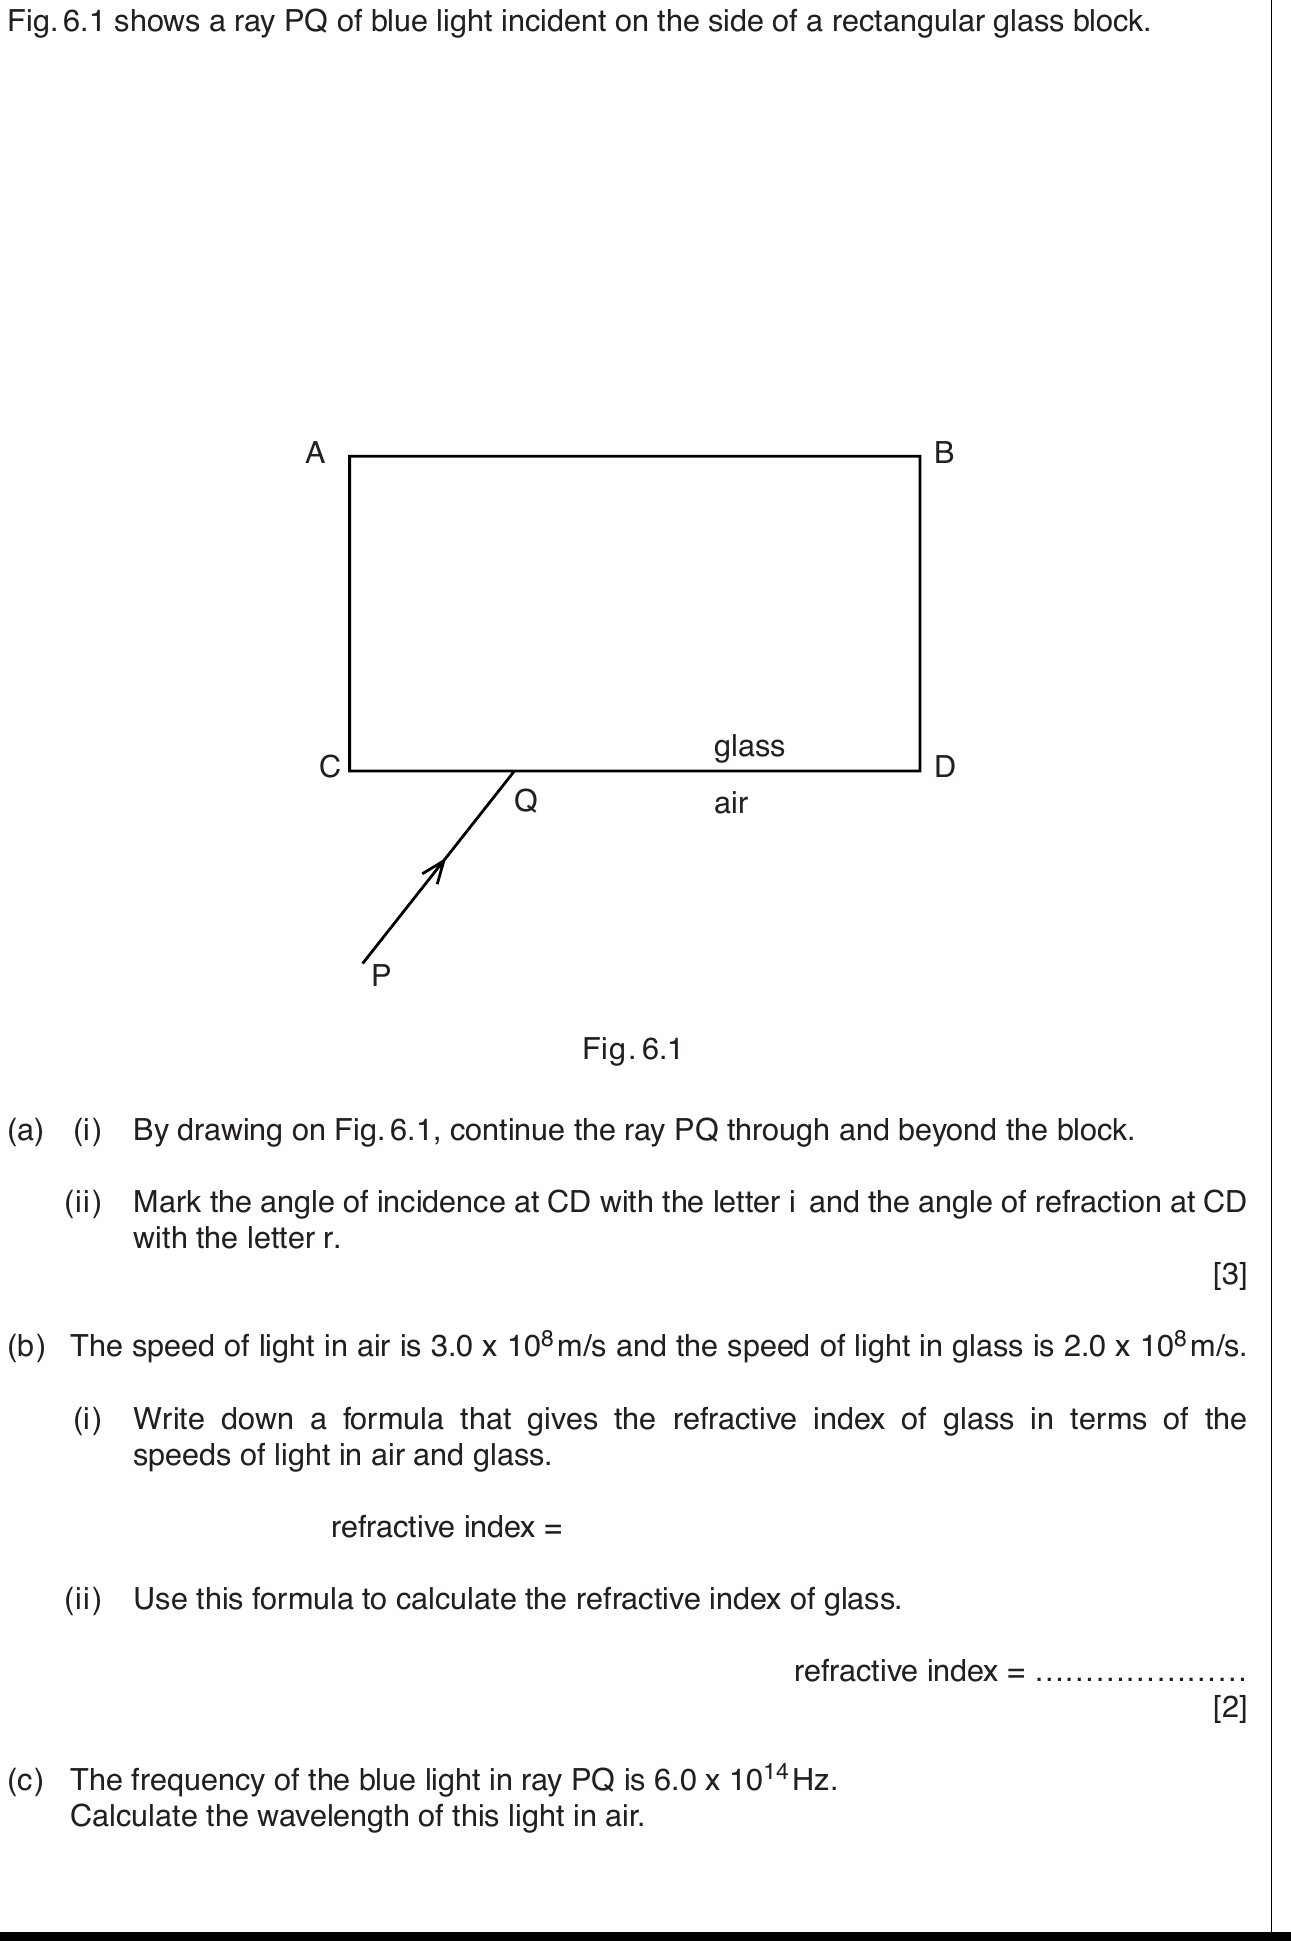 Fig. 6.1 shows a ray PQ of blue light incident on the side of a rectangular glass block.
A
B
glass
C
D
Q
air
P
Fig. 6.1
(a) (i) By drawing on Fig. 6.1, continue the ray PQ through and beyond the block.
(ii) Mark the angle of incidence at CD with the letter i and the angle of refraction at CD
with the letter r.
[3]
(b) The speed of light in air is 3.0 x 10⁸ m/s and the speed of light in glass is 2.0 x 10⁸ m/s.
(i) Write down a formula that gives the refractive index of glass in terms of the
speeds of light in air and glass.
refractive index =
(ii) Use this formula to calculate the refractive index of glass.
refractive index = .....................
[2]
(c) The frequency of the blue light in ray PQ is 6.0 x 10¹⁴ Hz.
Calculate the wavelength of this light in air.